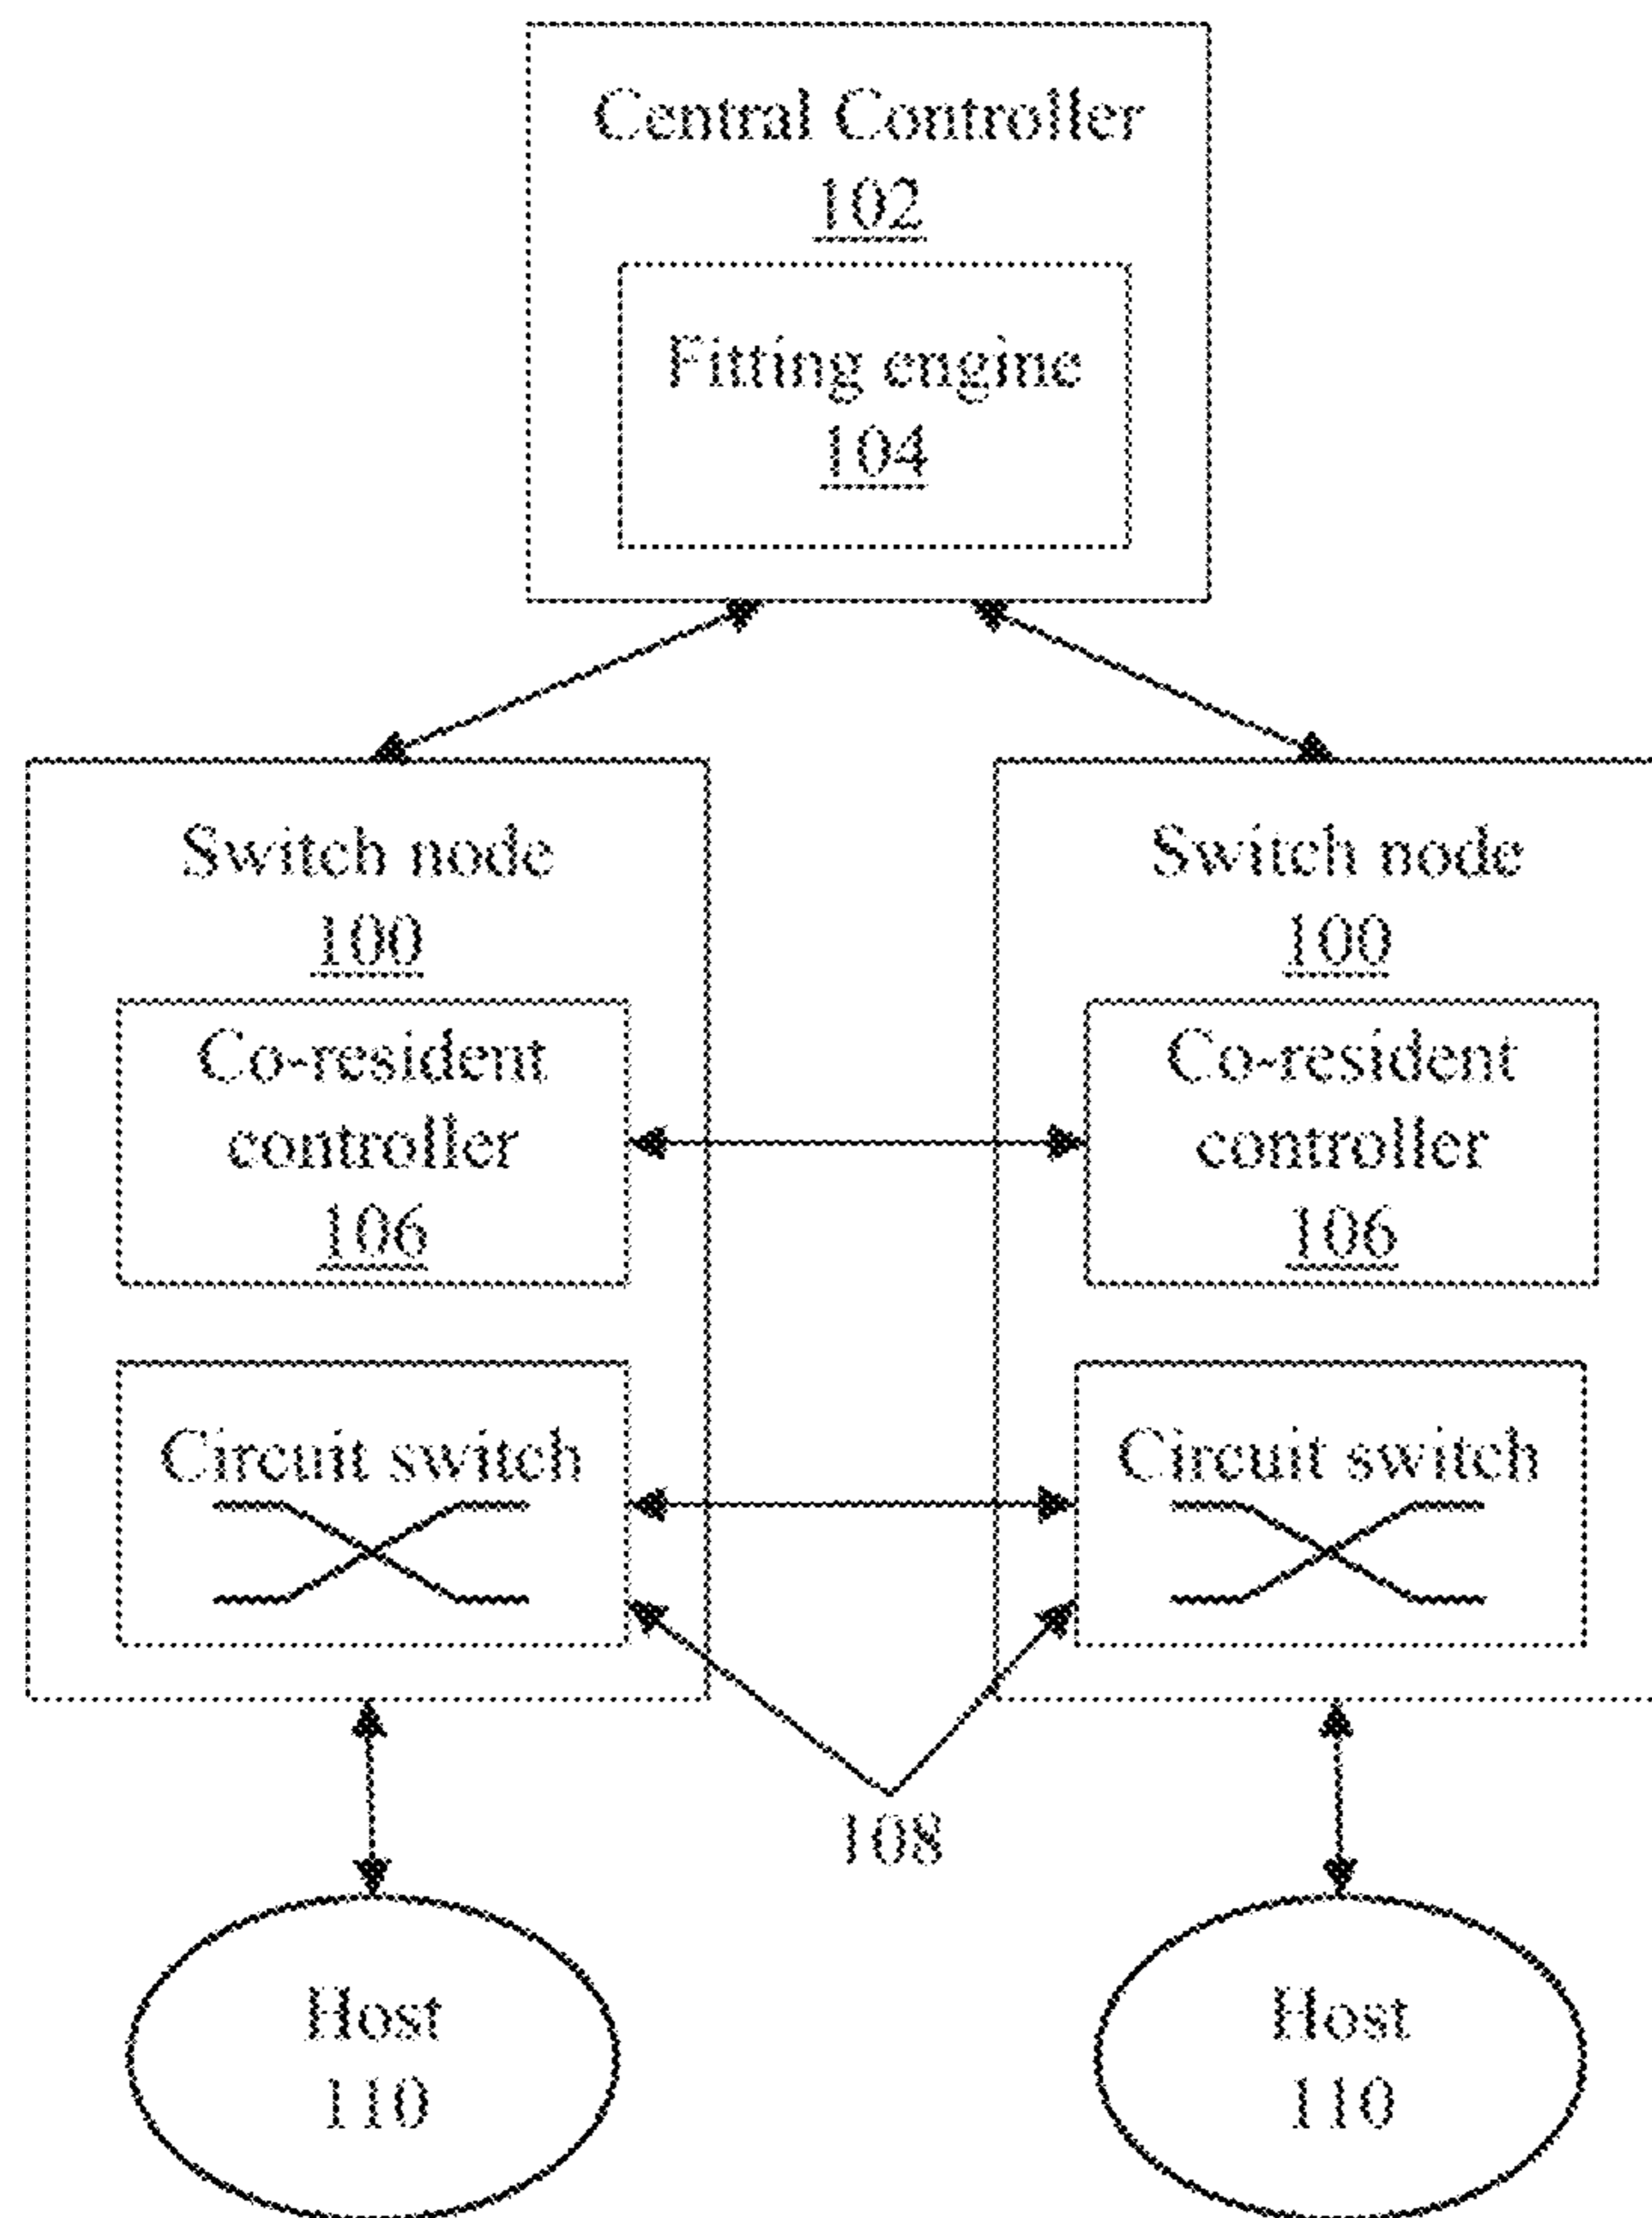 Central Controller
102
Fitting engine
104
Switch node
100
Co-resident
controller
106
Circuit switch
Switch node
100
Co-resident
controller
106
Circuit switch
108
Host
110
Host
110